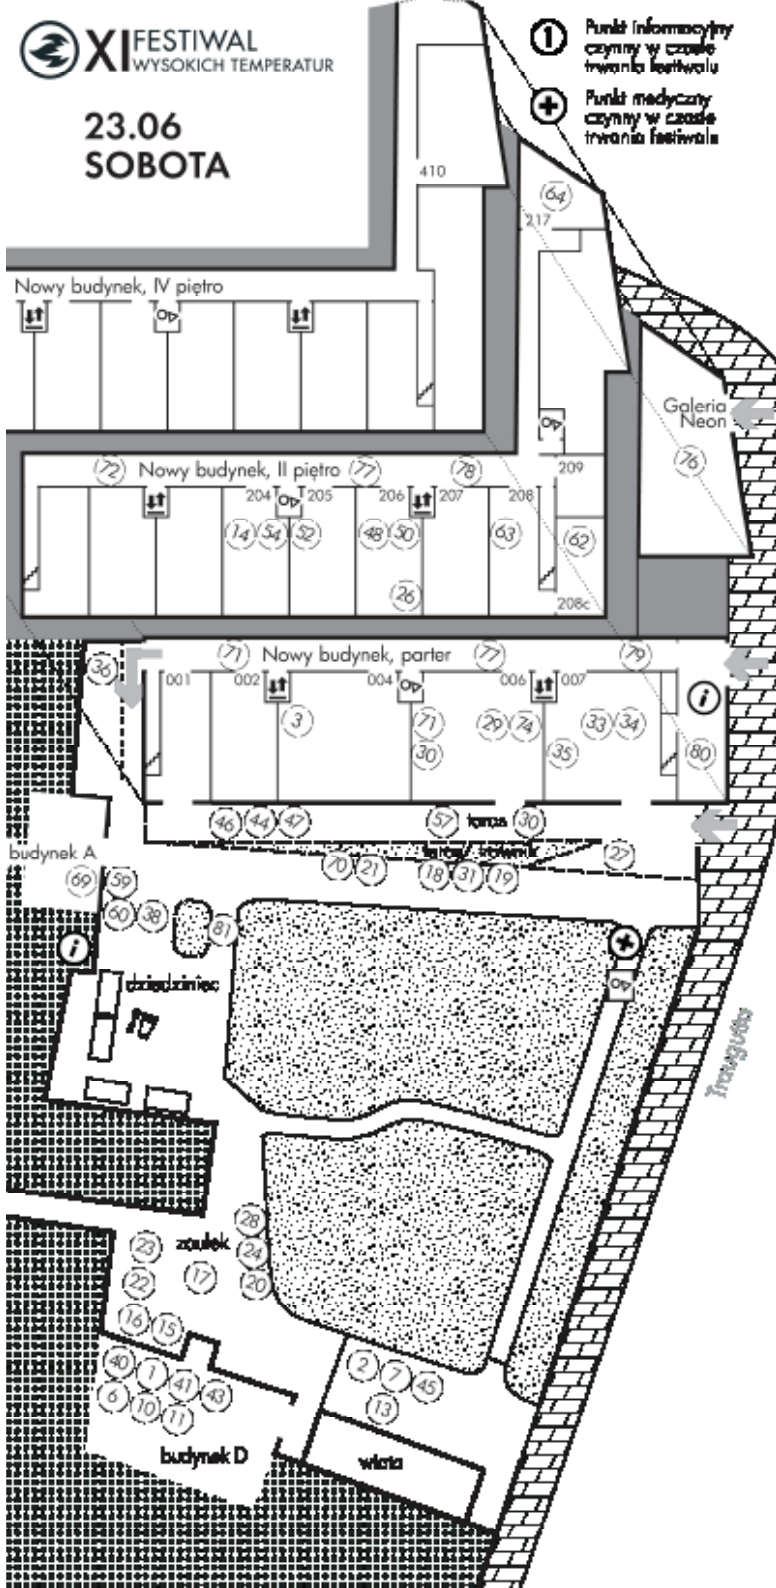 XI FESTIWAL
WYSOKICH TEMPERATUR
23.06
SOBOTA
1 Punkt informacyjny
czynny w czasie
trwania festiwalu
Punkt medyczny
czynny w czasie
trwania festiwalu
410
64
217
Nowy budynek, IV piętro
Galeria
Neon
76
72 Nowy budynek, II piętro 77 78 209
204 205 206 207 208
14 54 52 48 50 63 62
26
208c
36 71 Nowy budynek, parter 77 79
001 002 004 006 007
i
3 71 29 74 33 34
30 35 80
46 44 47 57 taras 30
27
budynek A
70 21 18 31 19
69 59
60 38 81
i
dziedziniec
Traugutta
28
23 zaułek 24
22 17 20
16 15
40 1 41 43 2 7 45
6 10 11 13
budynek D wiata